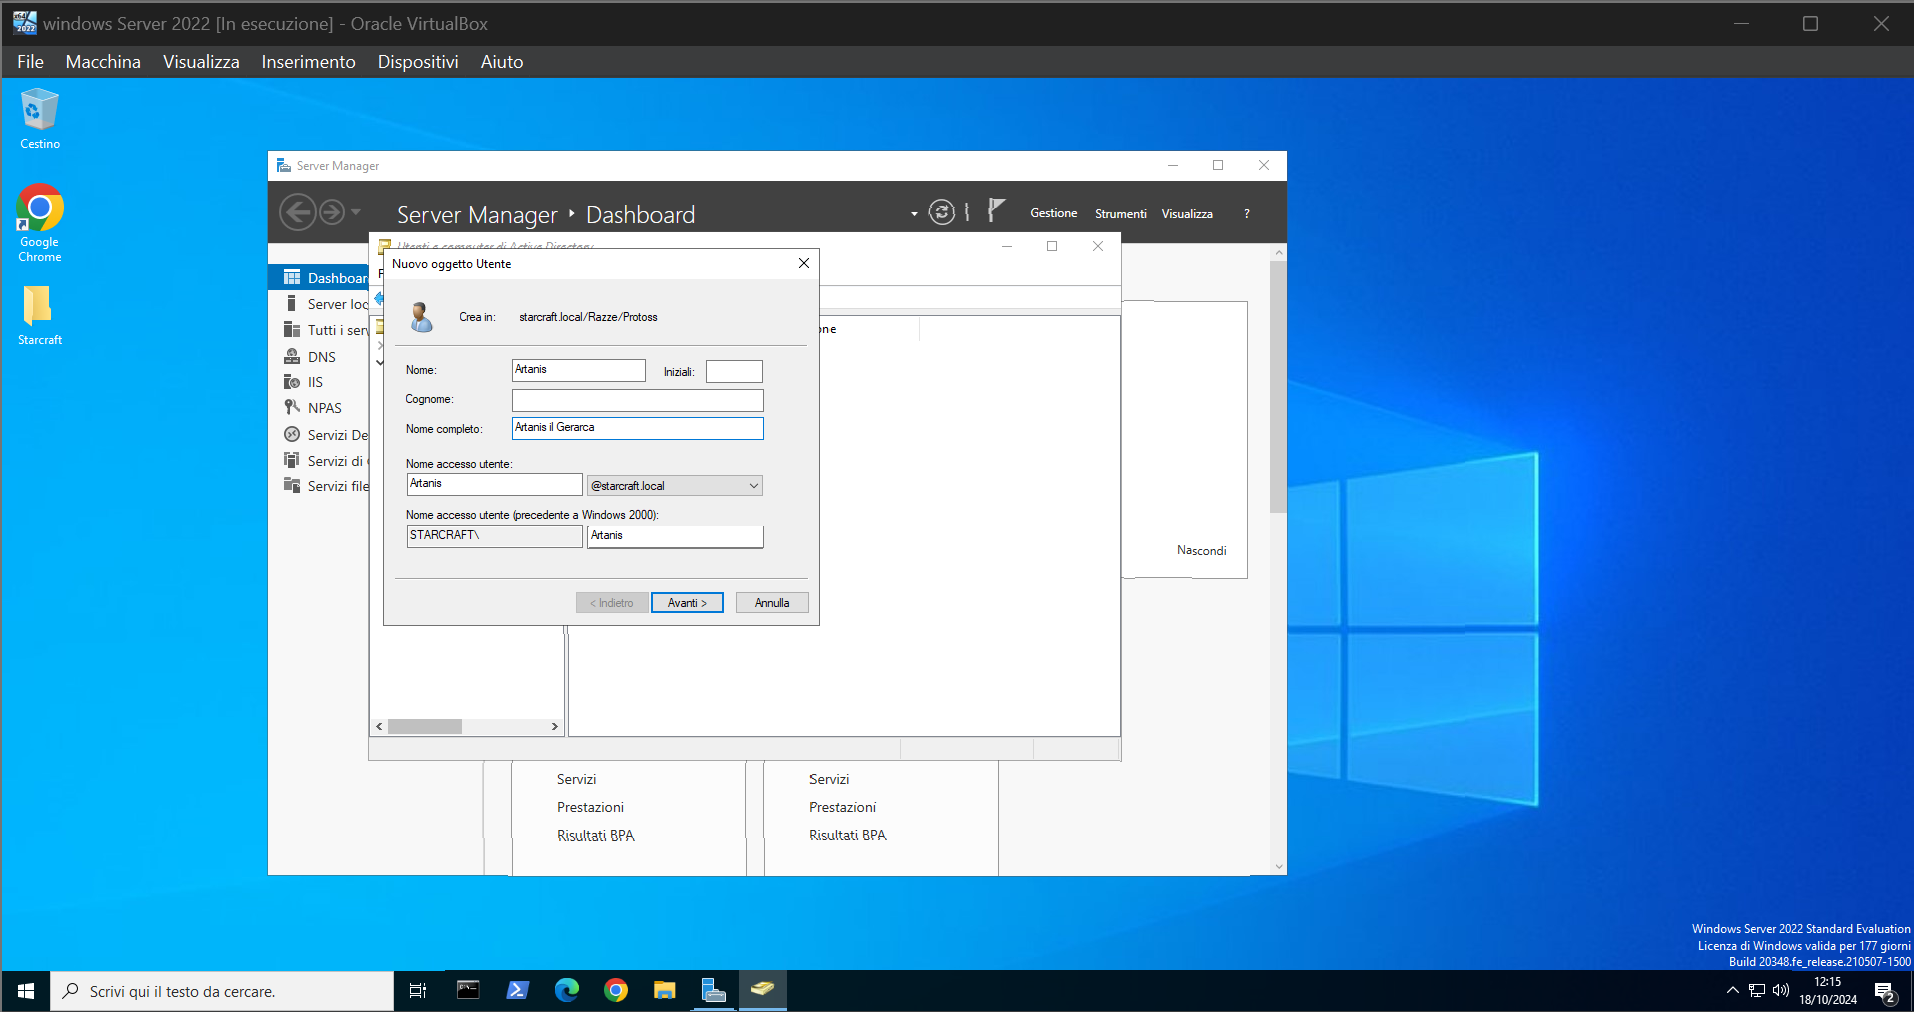 windows Server 2022 [In esecuzione] - Oracle VirtualBox
File Macchina Visualizza Inserimento Dispositivi Aiuto
Cestino
Google
Chrome
Starcraft
Server Manager
Server Manager Dashboard
Gestione Strumenti Visualizza ?
Utenti e computer di Active Directory
Nuovo oggetto Utente
Crea in: starcraft.local/Razze/Protoss
Nome: Artanis Iniziali:
Cognome:
Nome completo: Artanis il Gerarca
Nome accesso utente:
Artanis @starcraft.local
Nome accesso utente (precedente a Windows 2000):
STARCRAFT\ Artanis
< Indietro Avanti > Annulla
Dashboar
Server loc
Tutti i serv
DNS
IIS
NPAS
Servizi De
Servizi di
Servizi file
one
Nascondi
Servizi
Prestazioni
Risultati BPA
Servizi
Prestazioni
Risultati BPA
Windows Server 2022 Standard Evaluation
Licenza di Windows valida per 177 giorni
Build 20348.fe_release.210507-1500
Scrivi qui il testo da cercare.
12:15
18/10/2024
2